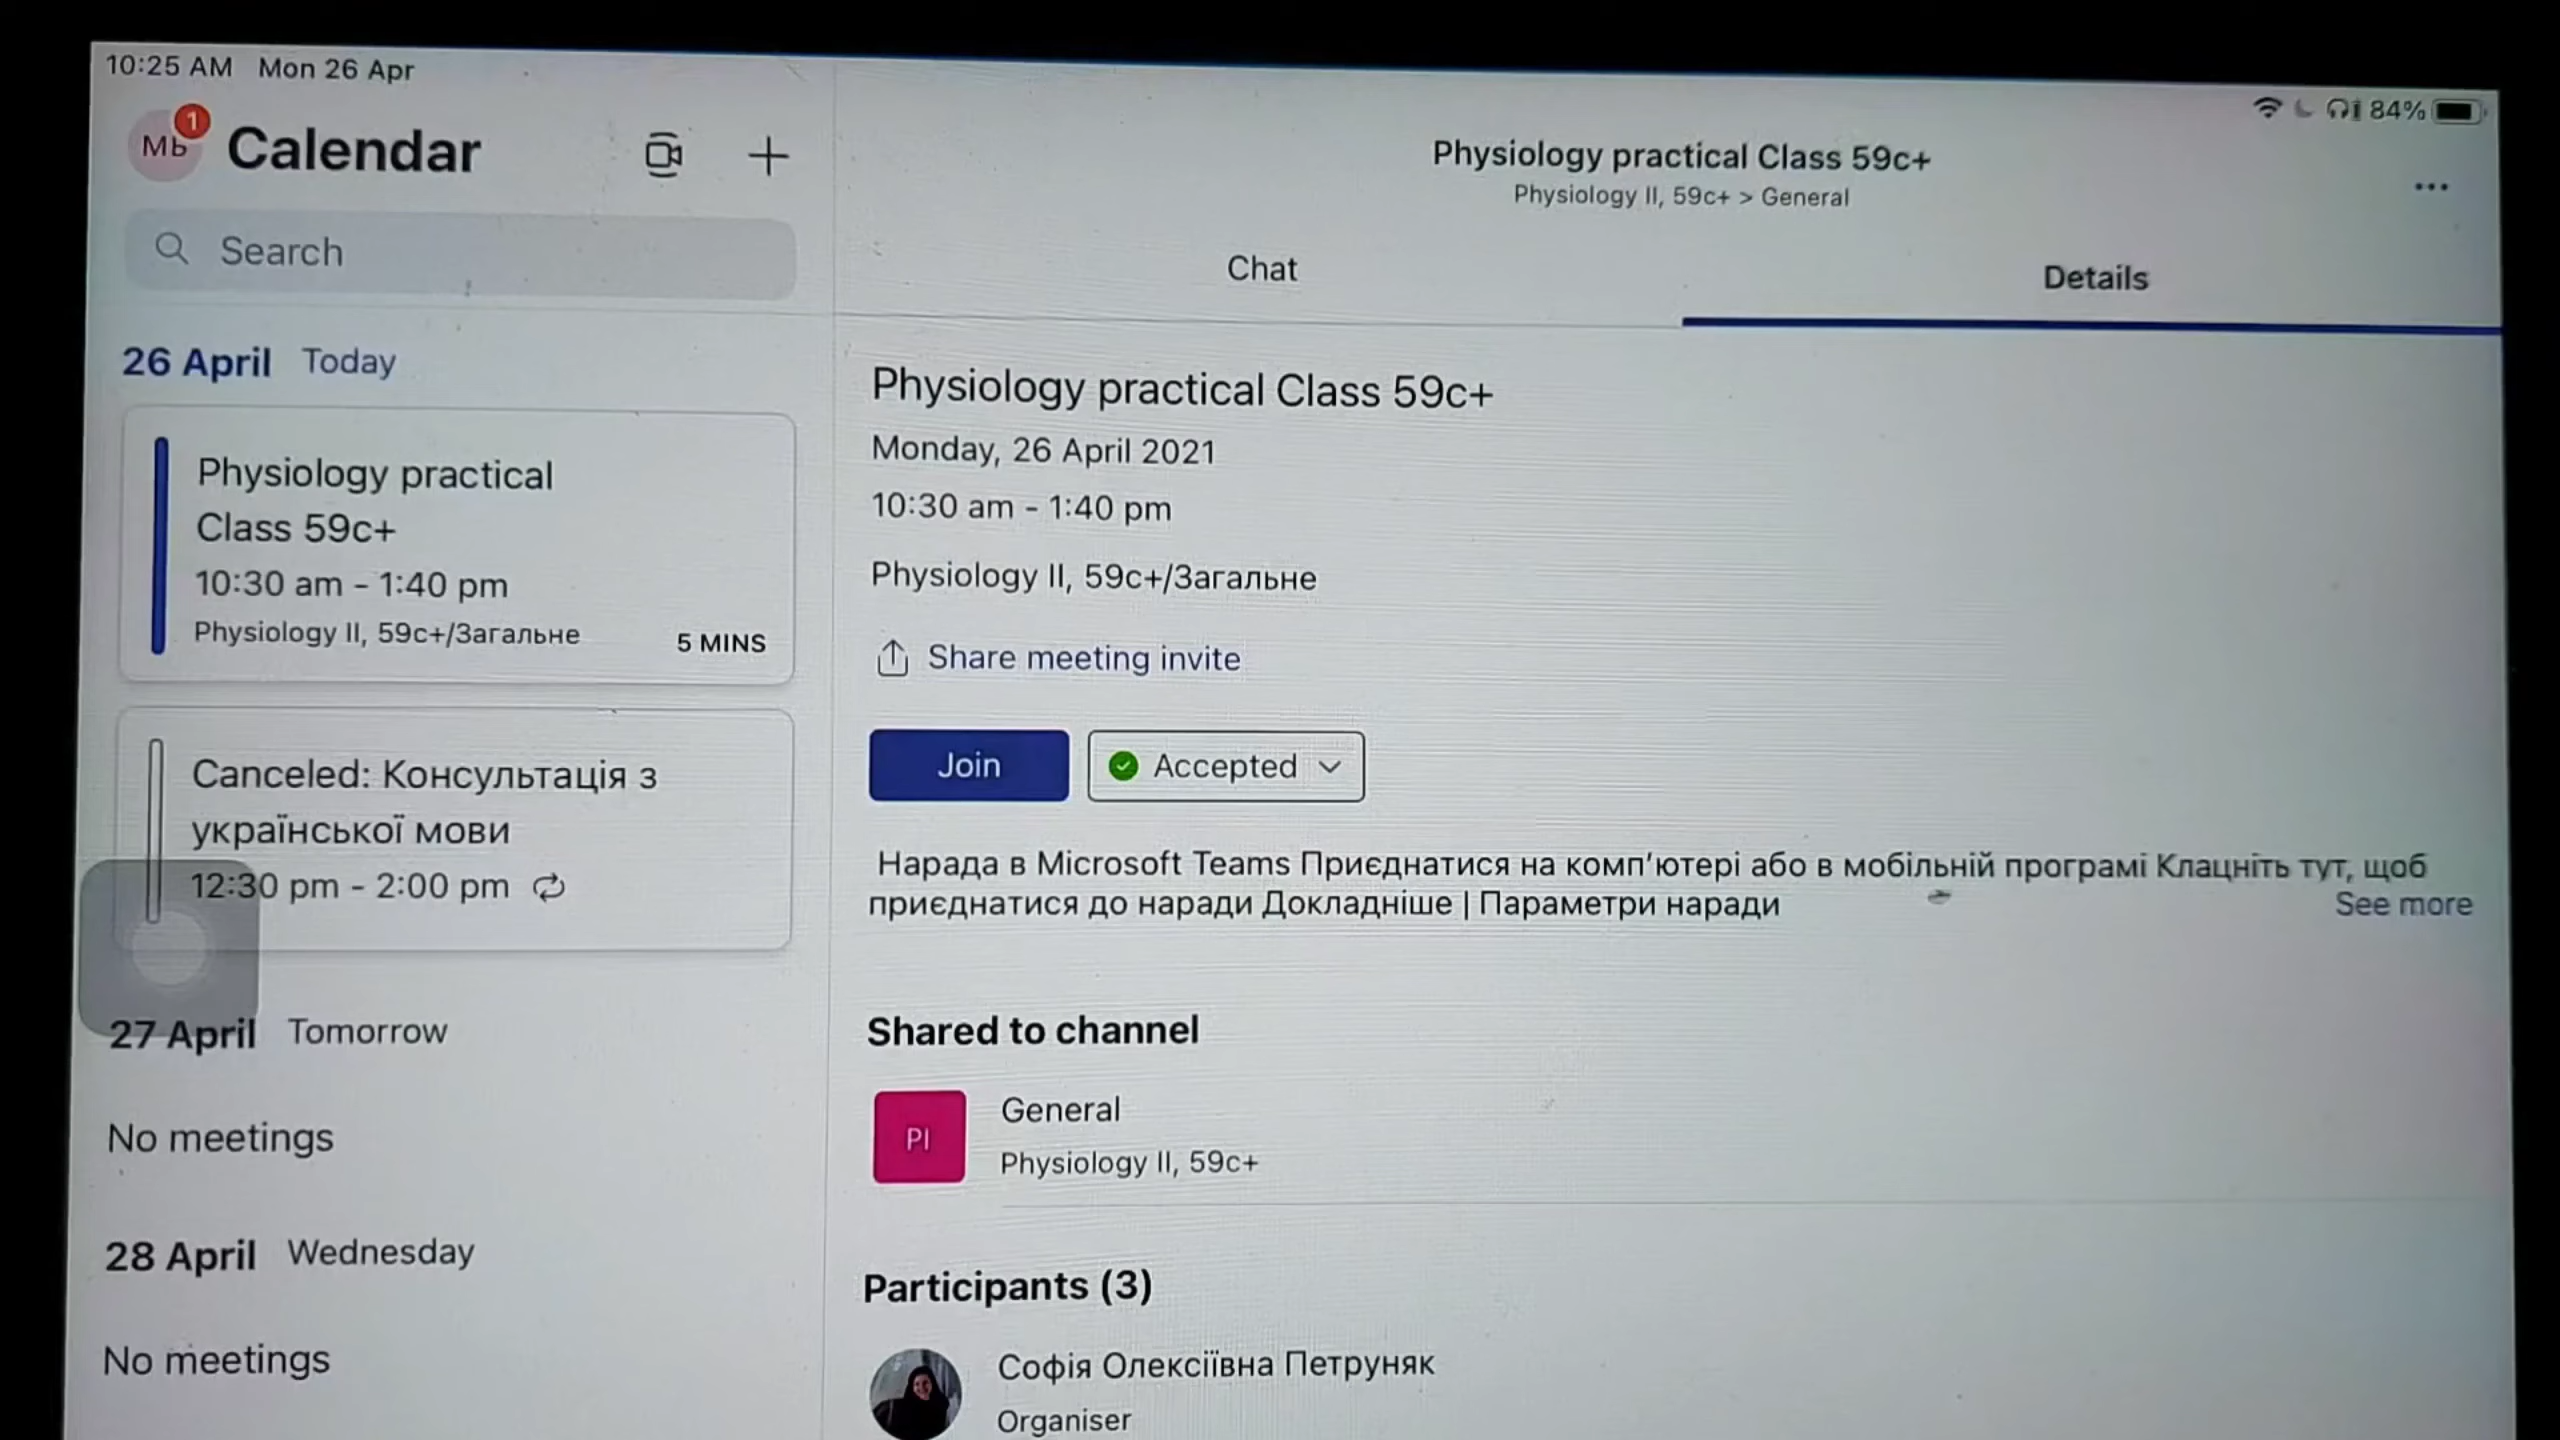 10:25 AM Mon 26 Apr
84%
МЬ
1
Calendar
Search
26 April Today
Physiology practical
Class 59c+
10:30 am - 1:40 pm
Physiology II, 59c+/Загальне
5 MINS
Canceled: Консультація з
української мови
12:30 pm - 2:00 pm
27 April Tomorrow
No meetings
28 April Wednesday
No meetings
Physiology practical Class 59c+
Physiology II, 59c+ > General
Chat
Details
Physiology practical Class 59c+
Monday, 26 April 2021
10:30 am - 1:40 pm
Physiology II, 59c+/Загальне
Share meeting invite
Join
Accepted
Нарада в Microsoft Teams Приєднатися на комп'ютері або в мобільній програмі Клацніть тут, щоб
приєднатися до наради Докладніше | Параметри наради
See more
Shared to channel
PI
General
Physiology II, 59c+
Participants (3)
Софія Олексіївна Петруняк
Organiser